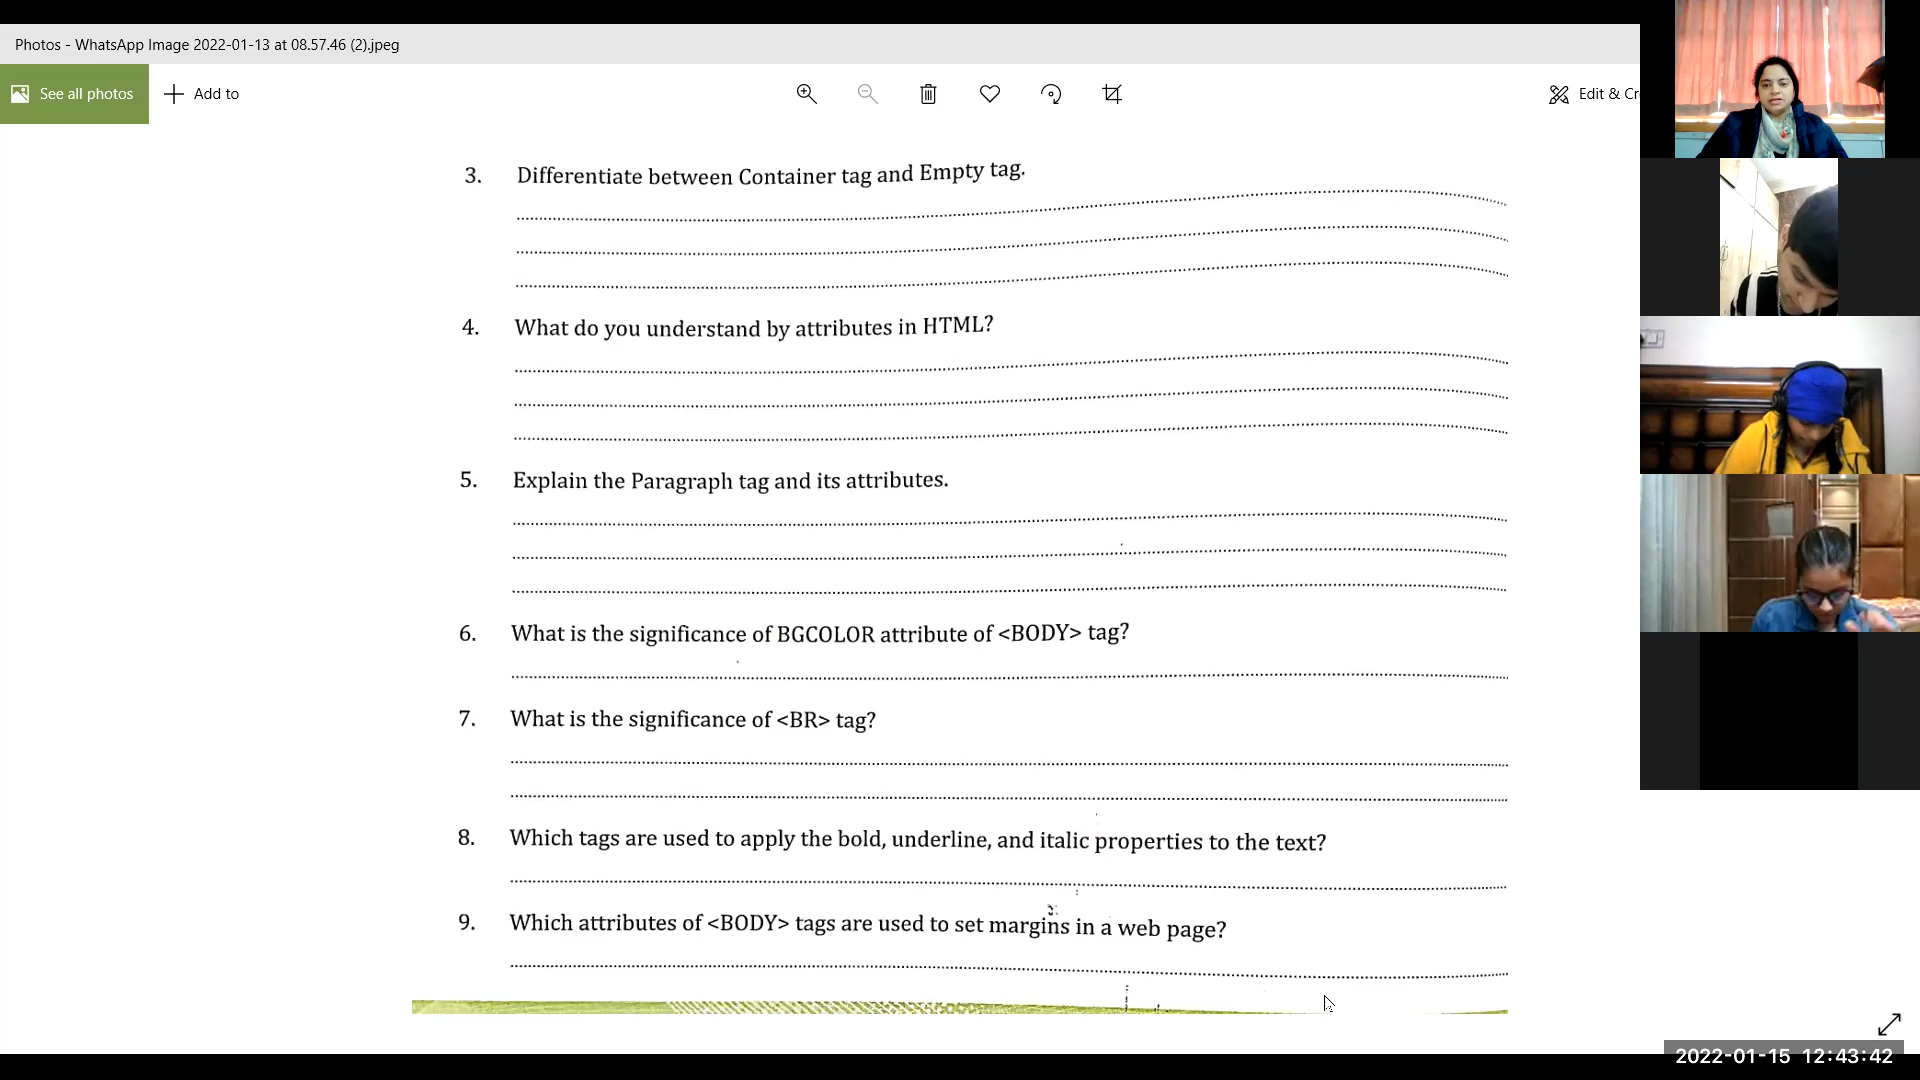 Photos - WhatsApp Image 2022-01-13 at 08.57.46 (2).jpeg
See all photos
Add to
Edit & Cr
3. Differentiate between Container tag and Empty tag.
4. What do you understand by attributes in HTML?
5. Explain the Paragraph tag and its attributes.
6. What is the significance of BGCOLOR attribute of <BODY> tag?
7. What is the significance of <BR> tag?
8. Which tags are used to apply the bold, underline, and italic properties to the text?
9. Which attributes of <BODY> tags are used to set margins in a web page?
2022-01-15 12:43:42